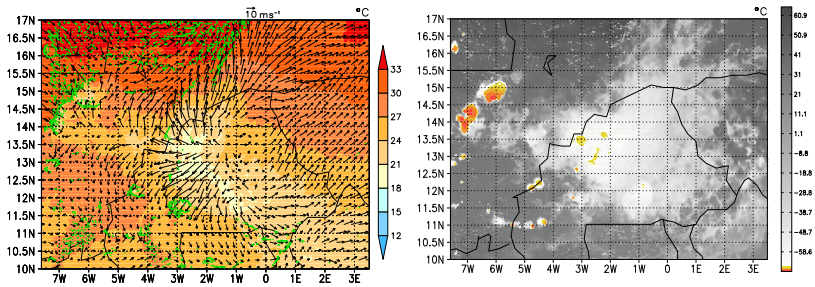 10 ms⁻¹
°C
17N
16.5N
16N
15.5N
15N
14.5N
14N
13.5N
13N
12.5N
12N
11.5N
11N
10.5N
10N
7W 6W 5W 4W 3W 2W 1W 0 1E 2E 3E
33
30
27
24
21
18
15
12
°C
17N
16.5N
16N
15.5N
15N
14.5N
14N
13.5N
13N
12.5N
12N
11.5N
11N
10.5N
10N
7W 6W 5W 4W 3W 2W 1W 0 1E 2E 3E
60.9
50.9
41
31
21.1
11.1
1.1
-8.8
-18.8
-28.7
-38.7
-48.7
-58.6